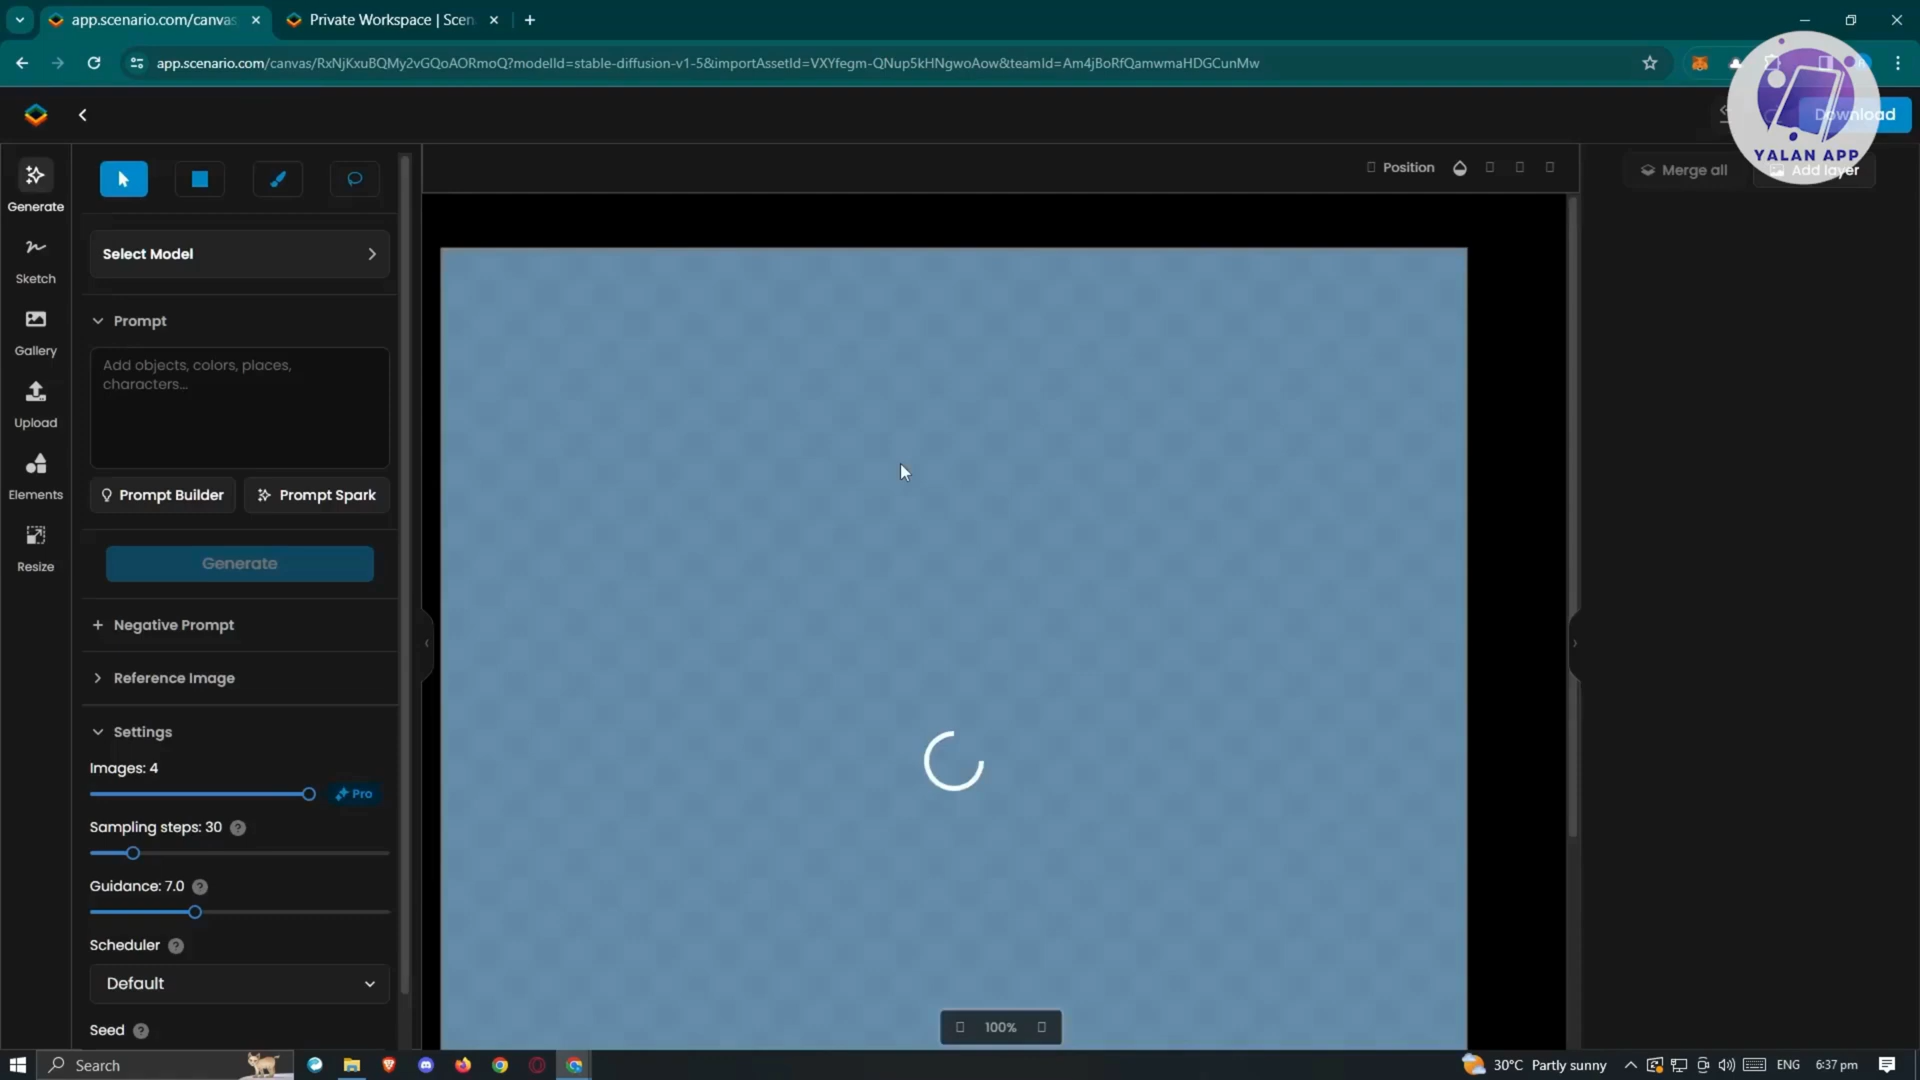 app.scenario.com/canvas
Private Workspace | Scen
app.scenario.com/canvas/RxNjKxuBQMy2vGQoAORmoQ?modelId=stable-diffusion-v1-5&importAssetId=VXYfegm-QNup5kHNgwoAow&teamId=Am4jBoRfQamwmaHDGCunMw
Download
YALAN APP
Generate
Sketch
Gallery
Upload
Elements
Resize
Select Model
Prompt
Add objects, colors, places,
characters...
Prompt Builder
Prompt Spark
Generate
Negative Prompt
Reference Image
Settings
Images: 4
Pro
Sampling steps: 30
Guidance: 7.0
Scheduler
Default
Seed
Position
Merge all
Add layer
100%
Search
30°C Partly sunny
ENG
6:37 pm